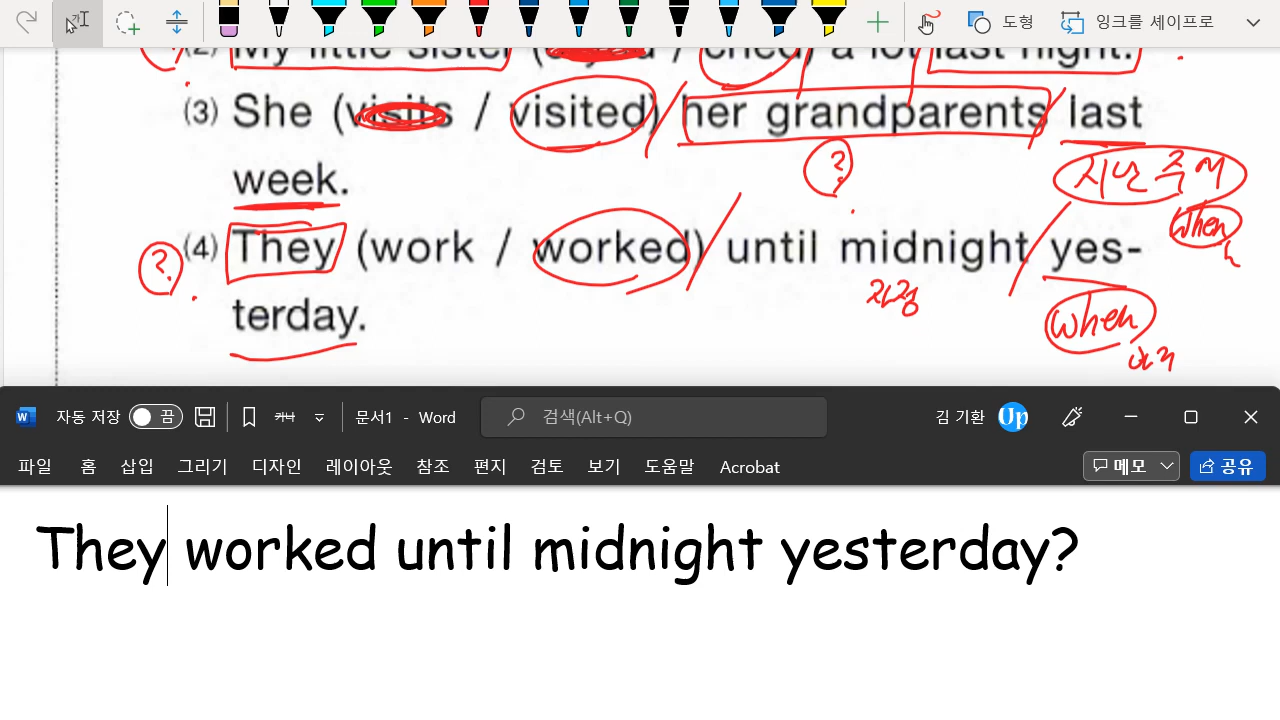 도형
잉크를 셰이프로
(2) My little sister ( / cried) a lot last night.
(3) She (visits / visited) her grandparents last
?
지난 주에
week.
when
(4) They (work / worked) until midnight yes-
?
자정
when
terday.
자동 저장 끔 가나 문서1 - Word 검색(Alt+Q) 김 기환 Up
파일 홈 삽입 그리기 디자인 레이아웃 참조 편지 검토 보기 도움말 Acrobat 메모 공유
They worked until midnight yesterday?